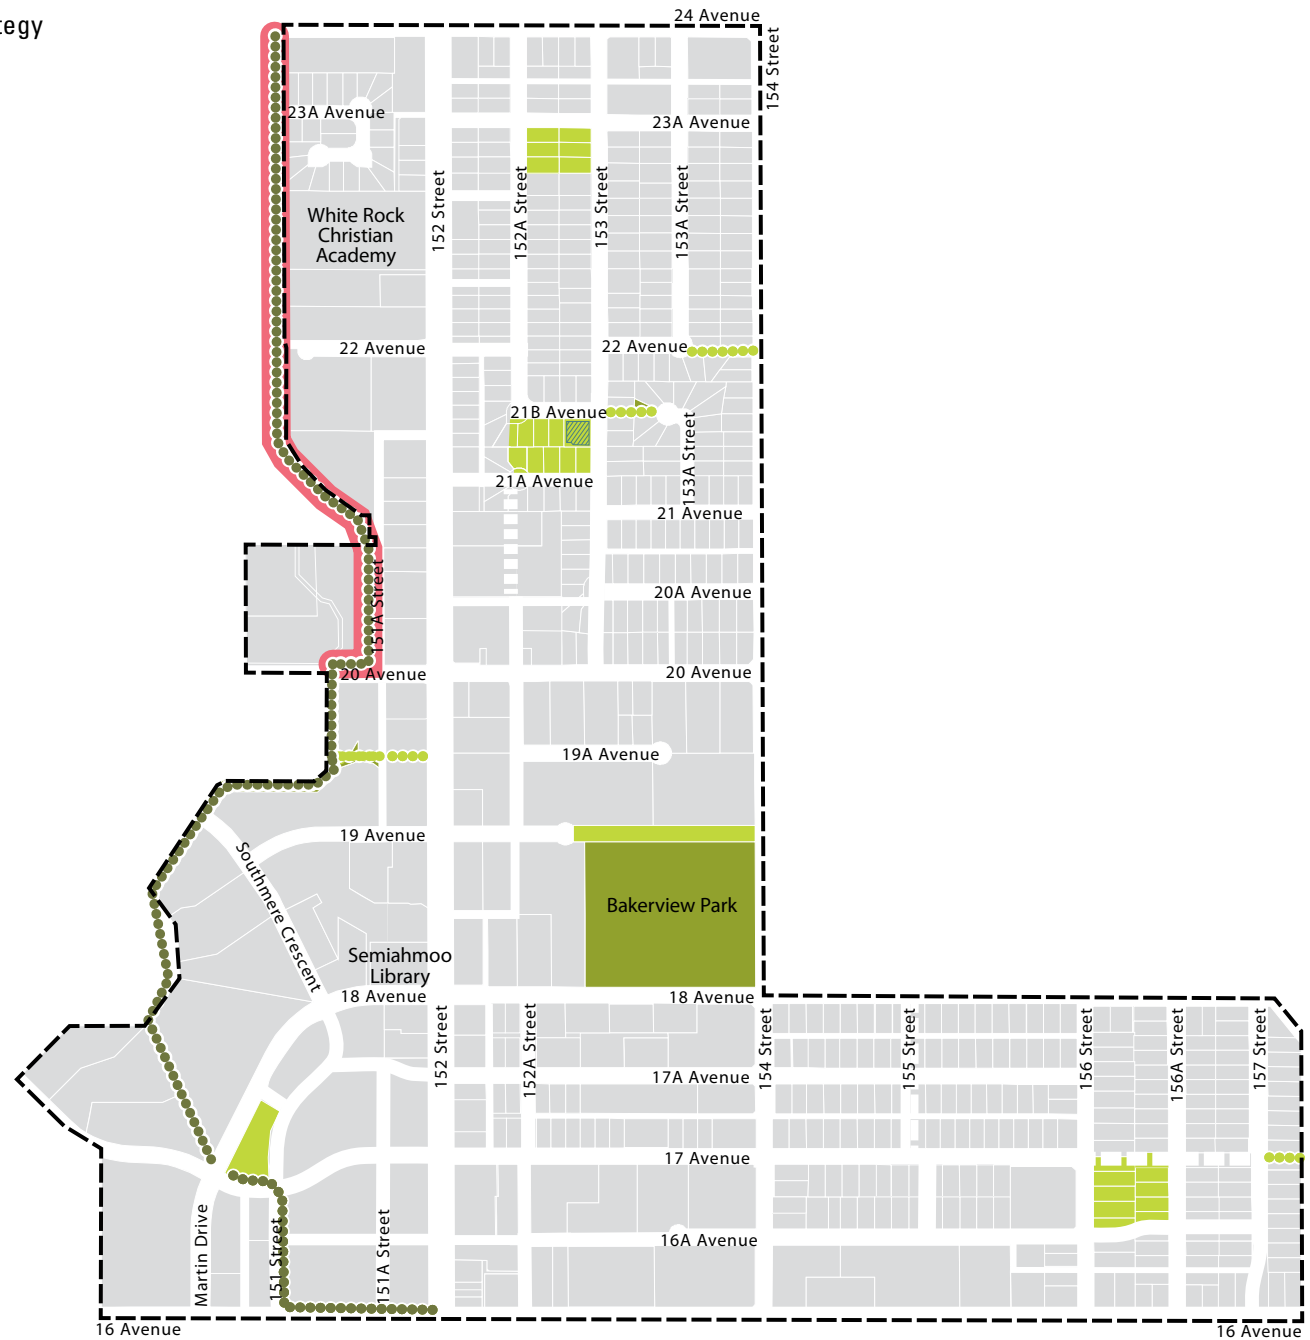 tegy
24 Avenue
154 Street
23A Avenue
23A Avenue
White Rock
Christian
Academy
152 Street
152A Street
153 Street
153A Street
22 Avenue
22 Avenue
21B Avenue
153A Street
21A Avenue
21 Avenue
151A Street
20A Avenue
20 Avenue
20 Avenue
19A Avenue
19 Avenue
Southmere Crescent
Bakerview Park
Semiahmoo
Library
18 Avenue
18 Avenue
152 Street
152A Street
154 Street
155 Street
156 Street
156A Street
157 Street
17A Avenue
17 Avenue
Martin Drive
151 Street
151A Street
16A Avenue
16 Avenue
16 Avenue